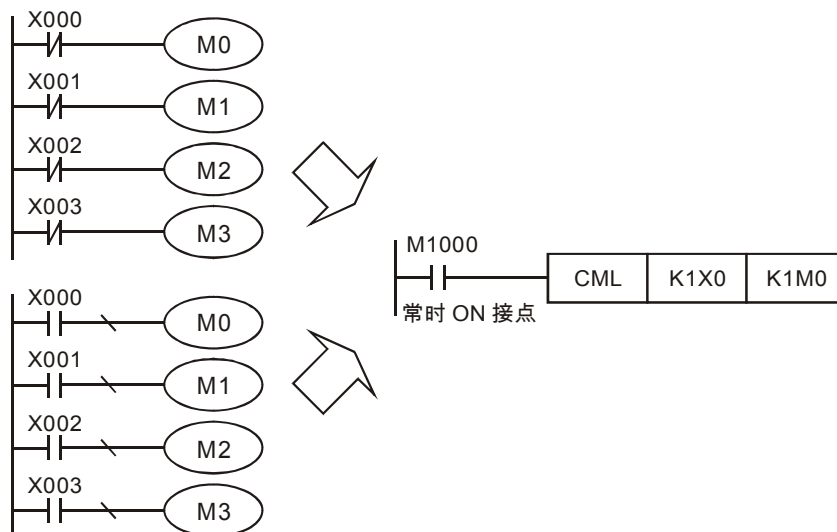 X000
M0
X001
M1
X002
M2
X003
M3
X000
M0
X001
M1
X002
M2
X003
M3
M1000
CML K1X0 K1M0
常时 ON 接点